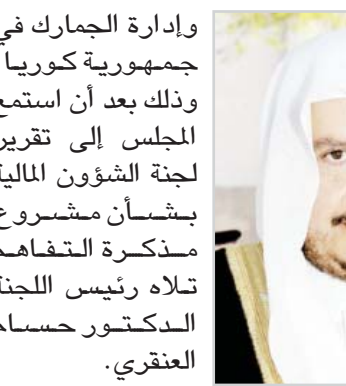 وإدارة الجمارك في
جمهورية كوريا
وذلك بعد أن استمع
المجلس إلى تقرير
لجنة الشؤون المالية
بشأن مشروع
مذكرة التفاهم
تلاه رئيس اللجنة
الدكتور حسام
العنقري.